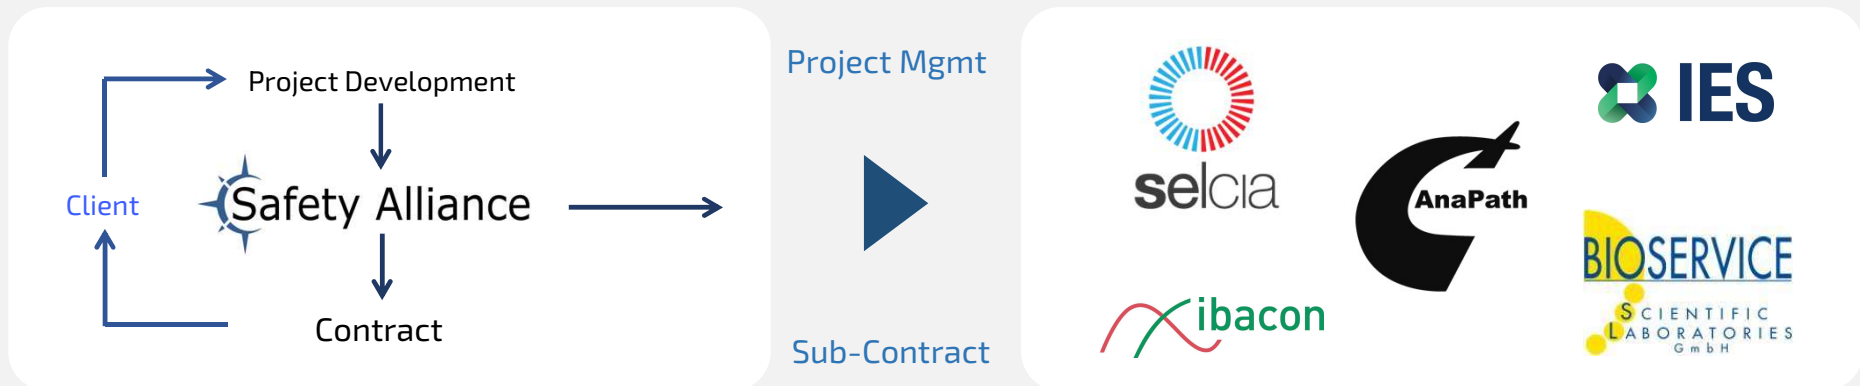 Project Development
Client
Safety Alliance
Contract
Project Mgmt
Sub-Contract
selcia
IES
AnaPath
ibacon
BIOSERVICE
SCIENTIFIC
LABORATORIES
GmbH